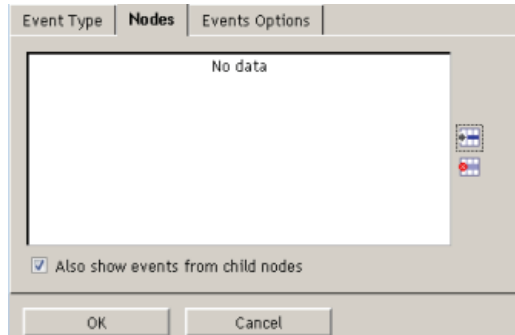 Event Type Nodes Events Options
No data
Also show events from child nodes
OK Cancel